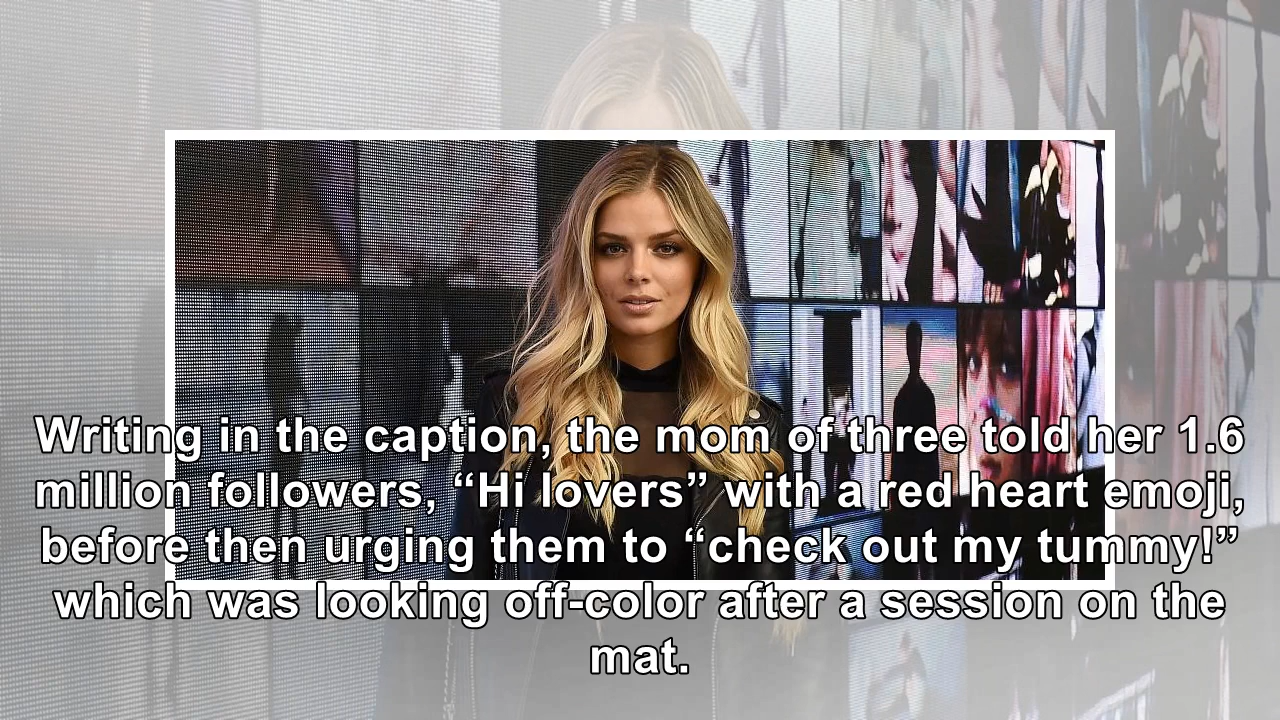 Writing in the caption, the mom of three told her 1.6
million followers, “Hi lovers” with a red heart emoji,
before then urging them to “check out my tummy!”
which was looking off-color after a session on the
mat.